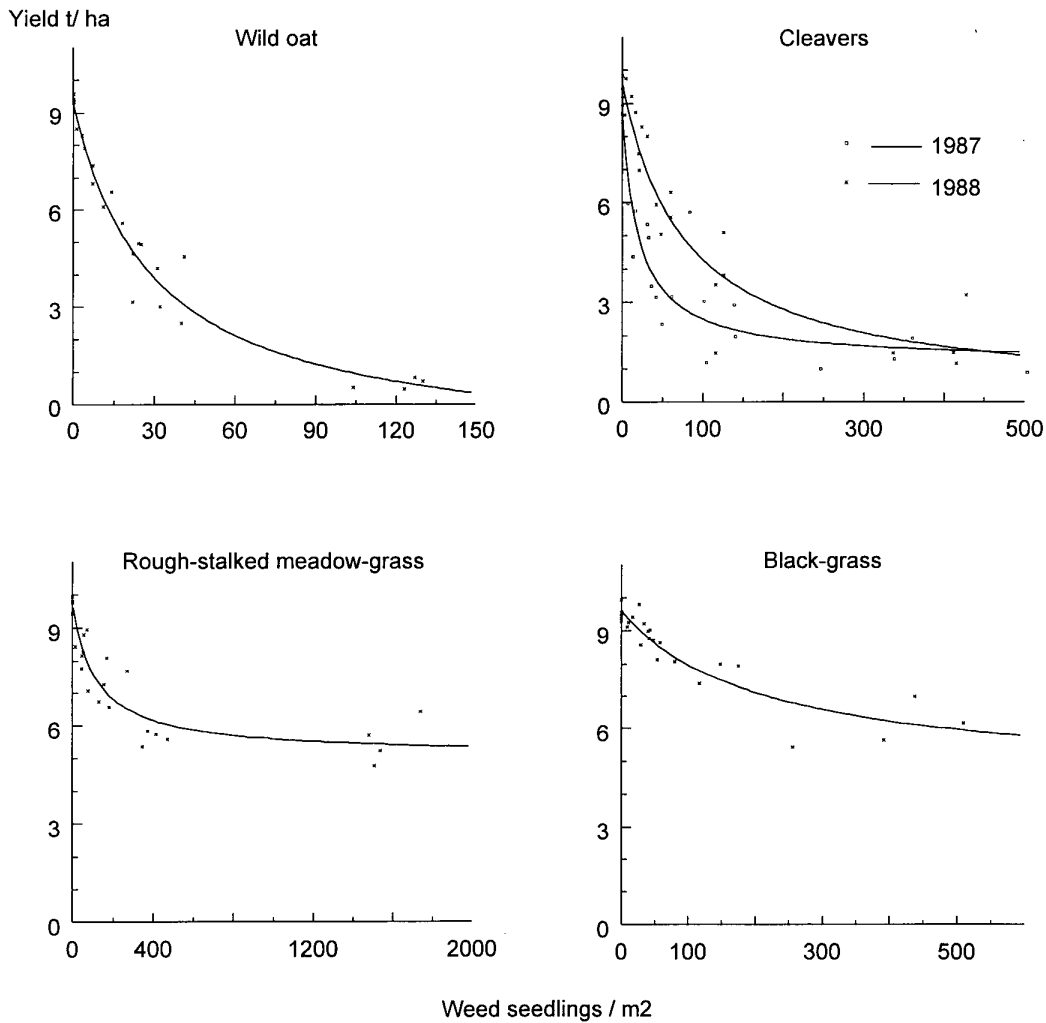 Yield t/ ha
Wild oat
9
6
3
0
0 30 60 90 120 150
Cleavers
1987
1988
9
6
3
0
0 100 300 500
Rough-stalked meadow-grass
9
6
3
0
0 400 1200 2000
Black-grass
9
6
3
0
0 100 300 500
Weed seedlings / m2